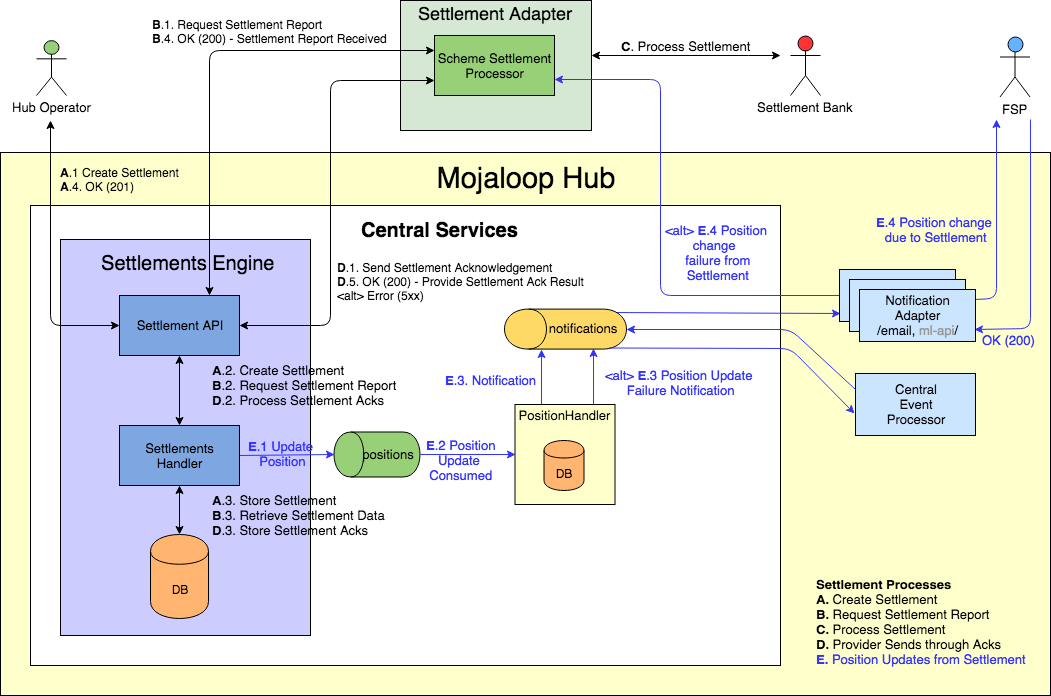 Settlement Adapter
B.1. Request Settlement Report
B.4. OK (200) - Settlement Report Received
Scheme Settlement
Processor
C. Process Settlement
Hub Operator
Settlement Bank
FSP
A.1 Create Settlement
A.4. OK (201)
Mojaloop Hub
Central Services
<alt> E.4 Position
change
failure from
Settlement
E.4 Position change
due to Settlement
Settlements Engine
D.1. Send Settlement Acknowledgement
D.5. OK (200) - Provide Settlement Ack Result
<alt> Error (5xx)
Settlement API
notifications
Notification
Adapter
/email, ml-api/
OK (200)
A.2. Create Settlement
B.2. Request Settlement Report
D.2. Process Settlement Acks
E.3. Notification
<alt> E.3 Position Update
Failure Notification
Central
Event
Processor
PositionHandler
Settlements
Handler
E.1 Update
Position
positions
E.2 Position
Update
Consumed
DB
A.3. Store Settlement
B.3. Retrieve Settlement Data
D.3. Store Settlement Acks
DB
Settlement Processes
A. Create Settlement
B. Request Settlement Report
C. Process Settlement
D. Provider Sends through Acks
E. Position Updates from Settlement